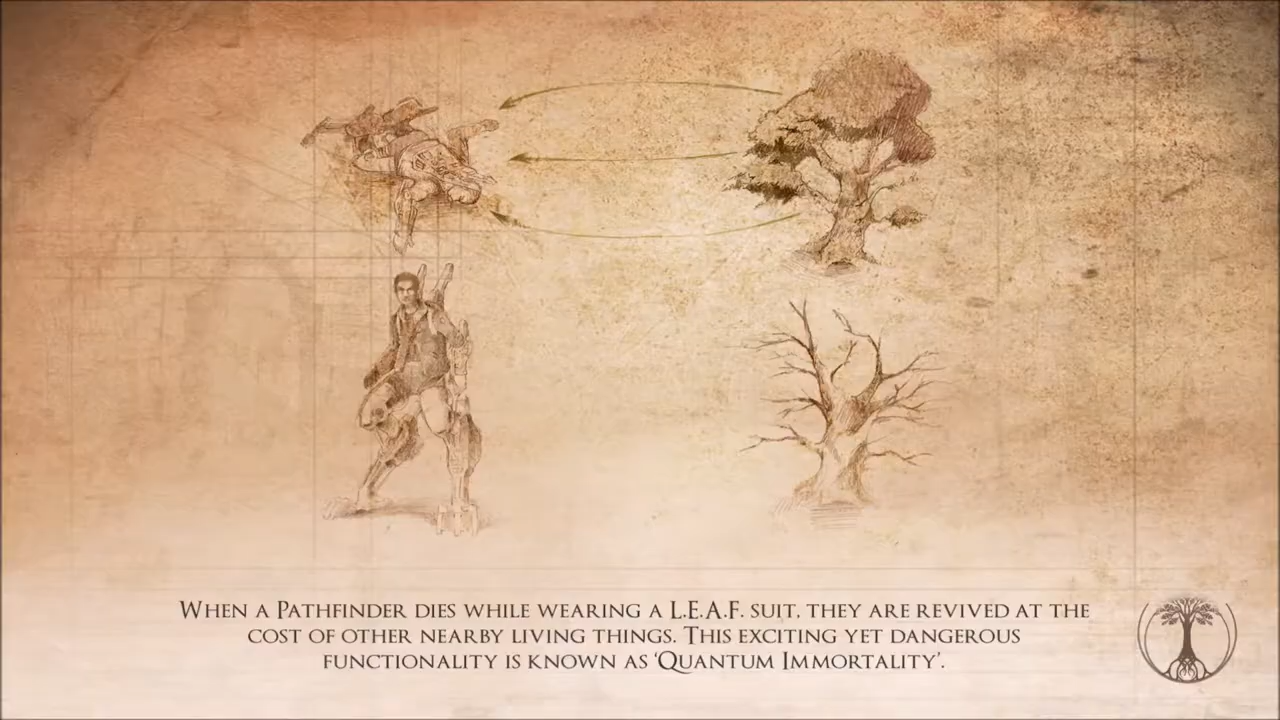 When a Pathfinder dies while wearing a L.E.A.F. suit, they are revived at the
cost of other nearby living things. This exciting yet dangerous
functionality is known as ‘Quantum Immortality’.